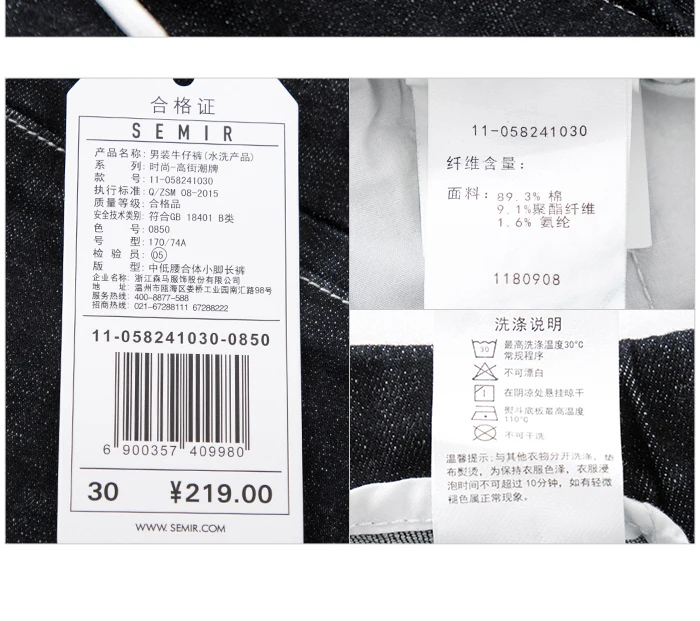 合格证
SEMIR
产品名称: 男装牛仔裤(水洗产品)
系 列: 时尚-高街潮牌
款 号: 11-058241030
执行标准: Q/ZSM 08-2015
质量等级: 合格品
安全技术类别: 符合GB 18401 B类
色 号: 0850
号 型: 170/74A
检 验 员: 05
版 型: 中低腰合体小脚长裤
企业名称: 浙江森马服饰股份有限公司
地 址: 温州市瓯海区娄桥工业园南汇路98号
服务热线: 400-8877-588
招商热线: 021-67288111 67288222
11-058241030-0850
6 900357 409980
30 ¥219.00
WWW. SEMIR.COM
11-058241030
纤维含量:
面料: 89.3% 棉
9.1%聚酯纤维
1.6% 氨纶
1180908
洗涤说明
30 最高洗涤温度30℃
常规程序
不可漂白
在阴凉处悬挂晾干
熨斗底板最高温度
110℃
不可干洗
温馨提示: 与其他衣物分开洗涤, 垫
布熨烫, 为保持衣服色泽, 衣服浸
泡时间不可超过10分钟, 如有轻微
褪色属正常现象。